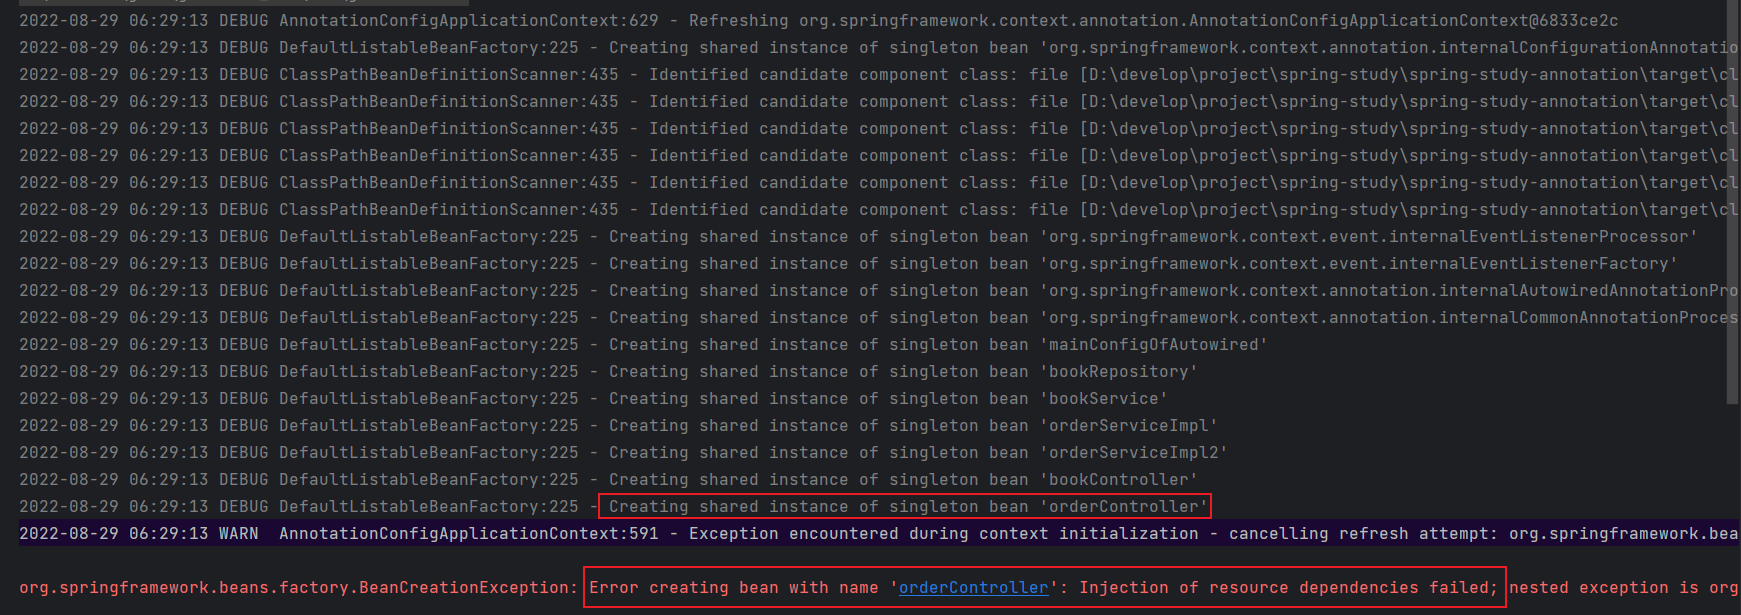 2022-08-29 06:29:13 DEBUG AnnotationConfigApplicationContext:629 - Refreshing org.springframework.context.annotation.AnnotationConfigApplicationContext@6833ce2c
2022-08-29 06:29:13 DEBUG DefaultListableBeanFactory:225 - Creating shared instance of singleton bean 'org.springframework.context.annotation.internalConfigurationAnnotatio
2022-08-29 06:29:13 DEBUG ClassPathBeanDefinitionScanner:435 - Identified candidate component class: file [D:\develop\project\spring-study\spring-study-annotation\target\cl
2022-08-29 06:29:13 DEBUG ClassPathBeanDefinitionScanner:435 - Identified candidate component class: file [D:\develop\project\spring-study\spring-study-annotation\target\cl
2022-08-29 06:29:13 DEBUG ClassPathBeanDefinitionScanner:435 - Identified candidate component class: file [D:\develop\project\spring-study\spring-study-annotation\target\cl
2022-08-29 06:29:13 DEBUG ClassPathBeanDefinitionScanner:435 - Identified candidate component class: file [D:\develop\project\spring-study\spring-study-annotation\target\cl
2022-08-29 06:29:13 DEBUG ClassPathBeanDefinitionScanner:435 - Identified candidate component class: file [D:\develop\project\spring-study\spring-study-annotation\target\cl
2022-08-29 06:29:13 DEBUG ClassPathBeanDefinitionScanner:435 - Identified candidate component class: file [D:\develop\project\spring-study\spring-study-annotation\target\cl
2022-08-29 06:29:13 DEBUG DefaultListableBeanFactory:225 - Creating shared instance of singleton bean 'org.springframework.context.event.internalEventListenerProcessor'
2022-08-29 06:29:13 DEBUG DefaultListableBeanFactory:225 - Creating shared instance of singleton bean 'org.springframework.context.event.internalEventListenerFactory'
2022-08-29 06:29:13 DEBUG DefaultListableBeanFactory:225 - Creating shared instance of singleton bean 'org.springframework.context.annotation.internalAutowiredAnnotationPro
2022-08-29 06:29:13 DEBUG DefaultListableBeanFactory:225 - Creating shared instance of singleton bean 'org.springframework.context.annotation.internalCommonAnnotationProces
2022-08-29 06:29:13 DEBUG DefaultListableBeanFactory:225 - Creating shared instance of singleton bean 'mainConfigOfAutowired'
2022-08-29 06:29:13 DEBUG DefaultListableBeanFactory:225 - Creating shared instance of singleton bean 'bookRepository'
2022-08-29 06:29:13 DEBUG DefaultListableBeanFactory:225 - Creating shared instance of singleton bean 'bookService'
2022-08-29 06:29:13 DEBUG DefaultListableBeanFactory:225 - Creating shared instance of singleton bean 'orderServiceImpl'
2022-08-29 06:29:13 DEBUG DefaultListableBeanFactory:225 - Creating shared instance of singleton bean 'orderServiceImpl2'
2022-08-29 06:29:13 DEBUG DefaultListableBeanFactory:225 - Creating shared instance of singleton bean 'bookController'
2022-08-29 06:29:13 DEBUG DefaultListableBeanFactory:225 - Creating shared instance of singleton bean 'orderController'
2022-08-29 06:29:13 WARN  AnnotationConfigApplicationContext:591 - Exception encountered during context initialization - cancelling refresh attempt: org.springframework.bea
org.springframework.beans.factory.BeanCreationException: Error creating bean with name 'orderController': Injection of resource dependencies failed; nested exception is org